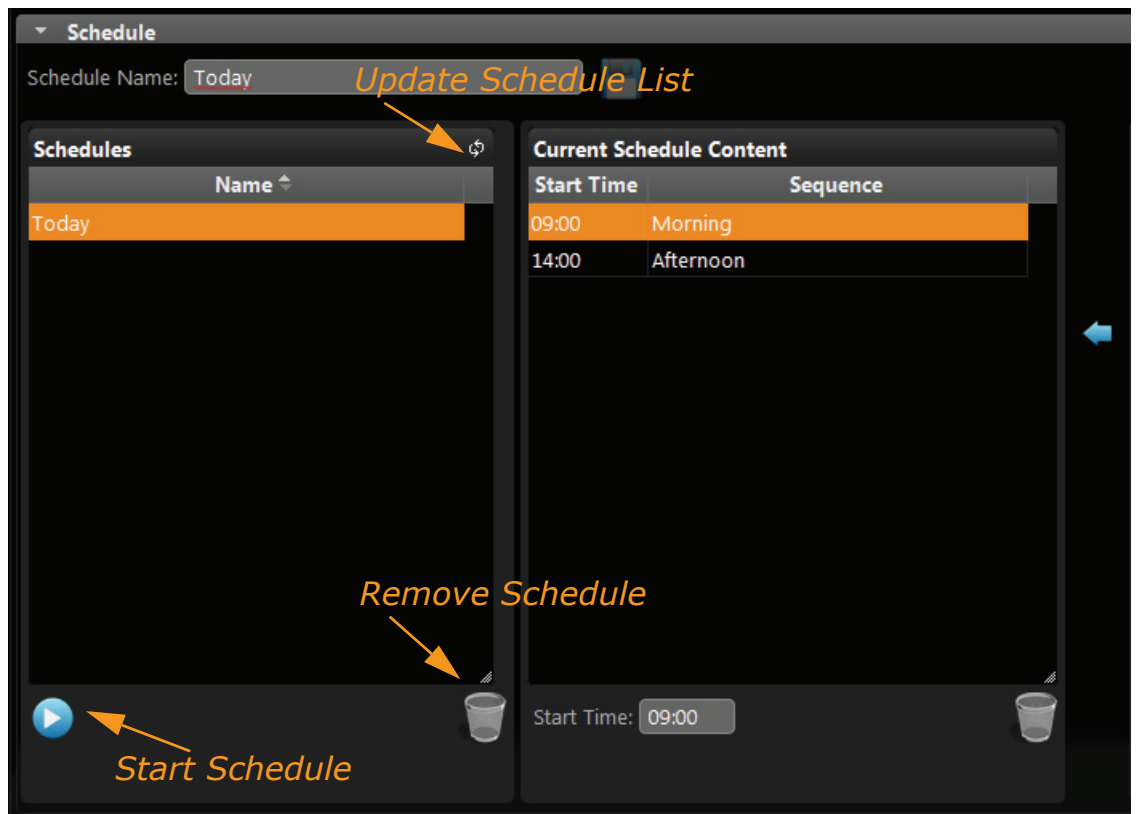 Schedule
Schedule Name: Today
Update Schedule List
Schedules
Name
Today
Current Schedule Content
Start Time Sequence
09:00 Morning
14:00 Afternoon
Remove Schedule
Start Schedule
Start Time: 09:00